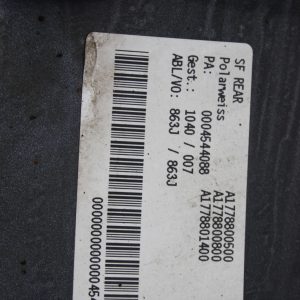 SF REAR
Polarweiss
PA: 0004544088
Gest.: 1040 / 007
ABL/VO: 863J / 863J
A1778800500
A1778800800
A1778801400